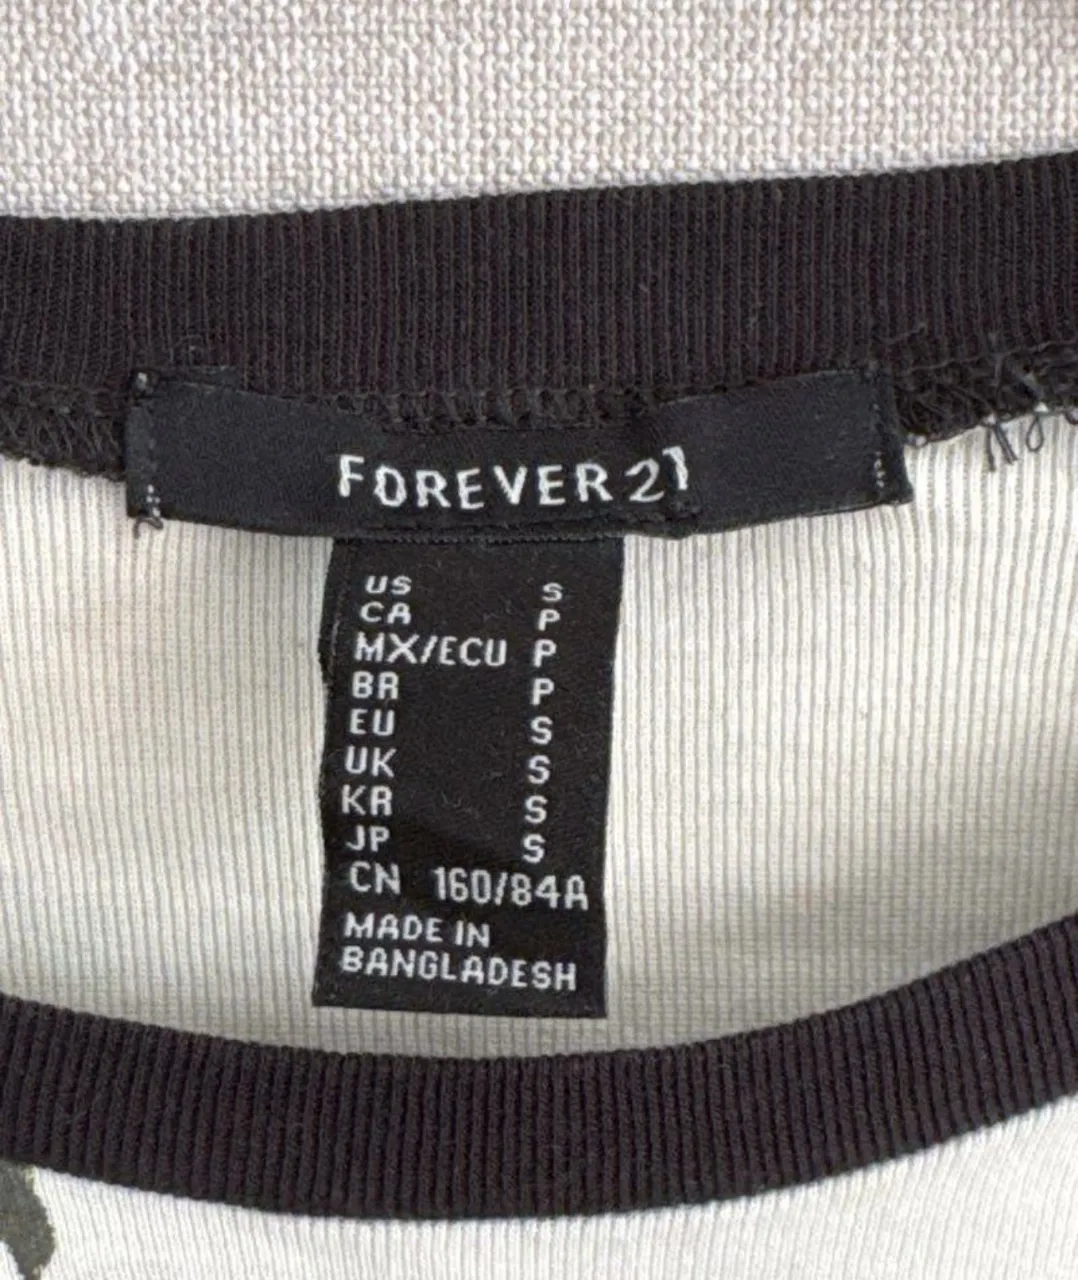 FOREVER 21
US S
CA P
MX/ECU P
BR P
EU S
UK S
KR S
JP S
CN 160/84A
MADE IN
BANGLADESH